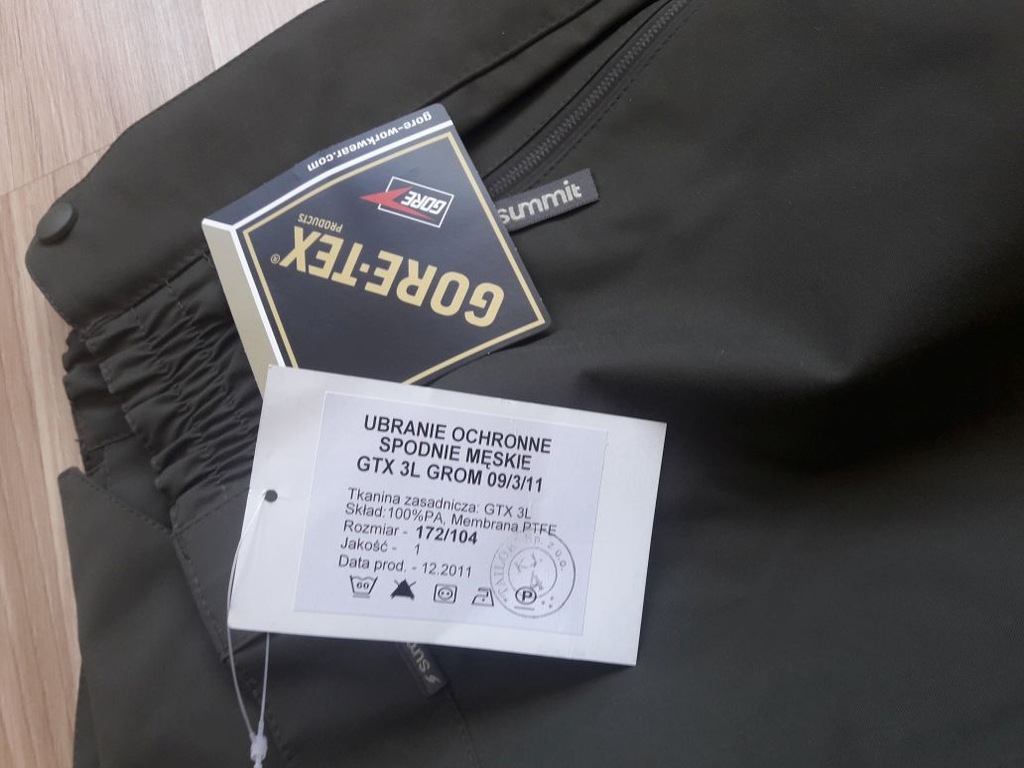 gore-workwear.com
GORE
GORE-TEX®
PRODUCTS
summit
UBRANIE OCHRONNE
SPODNIE MĘSKIE
GTX 3L GROM 09/3/11
Tkanina zasadnicza: GTX 3L
Skład:100%PA, Membrana PTFE
Rozmiar - 172/104
Jakość - 1
Data prod. - 12.2011
P